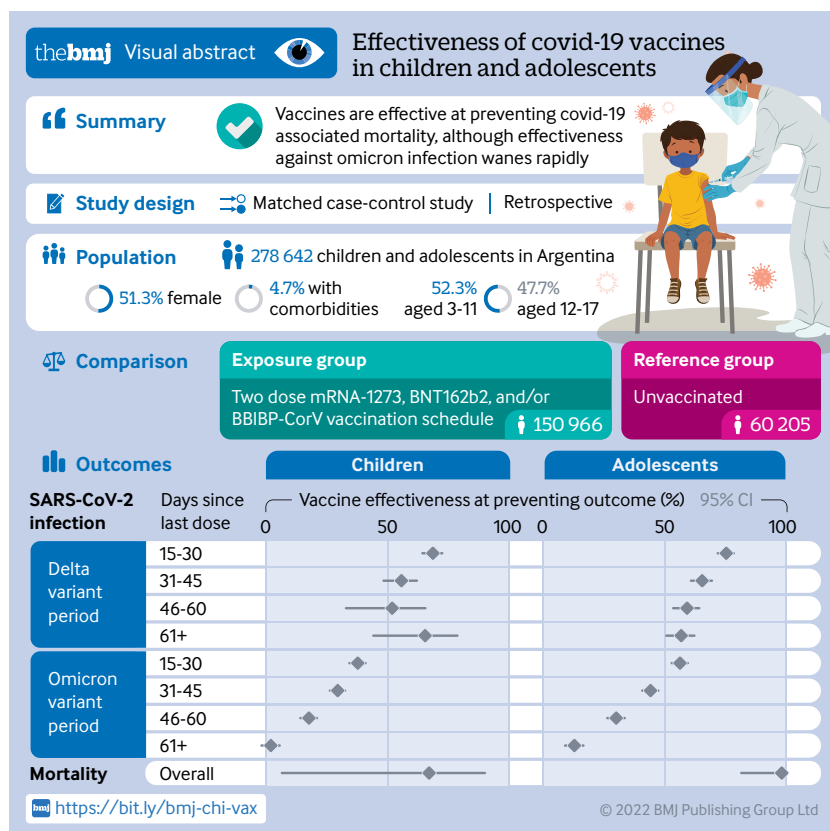 thebmj Visual abstract
Effectiveness of covid-19 vaccines
in children and adolescents
Summary
Vaccines are effective at preventing covid-19
associated mortality, although effectiveness
against omicron infection wanes rapidly
Study design
Matched case-control study | Retrospective
Population
278 642 children and adolescents in Argentina
51.3% female
4.7% with
comorbidities
52.3%
aged 3-11
47.7%
aged 12-17
Comparison
Exposure group
Two dose mRNA-1273, BNT162b2, and/or
BBIBP-CorV vaccination schedule
150 966
Reference group
Unvaccinated
60 205
Outcomes
Children
Adolescents
SARS-CoV-2
infection
Days since
last dose
Vaccine effectiveness at preventing outcome (%) 95% CI
0 50 100 0 50 100
Delta
variant
period
15-30
31-45
46-60
61+
Omicron
variant
period
15-30
31-45
46-60
61+
Mortality Overall
bmj https://bit.ly/bmj-chi-vax
© 2022 BMJ Publishing Group Ltd